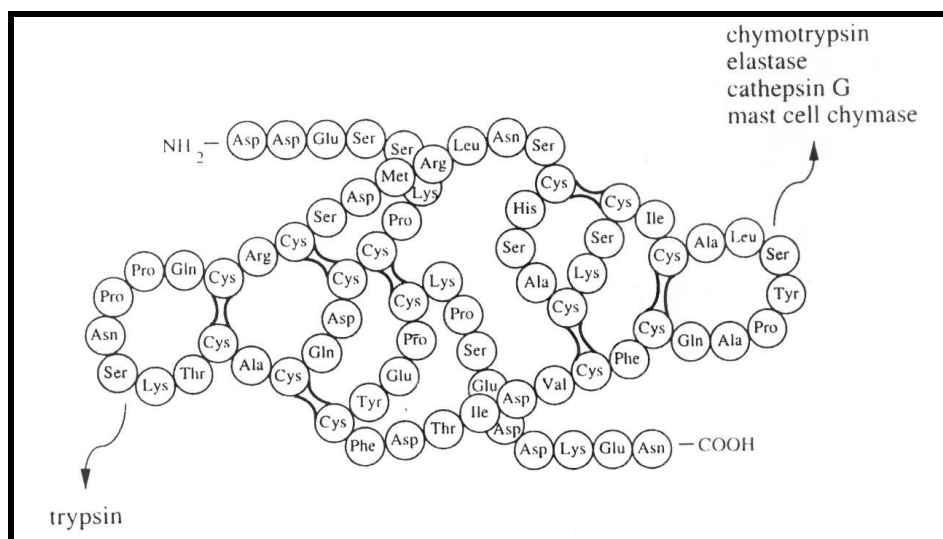 chymotrypsin
elastase
cathepsin G
mast cell chymase
NH2– Asp Asp Glu Ser Ser Lys Pro Cys
Cys Asp Gln Cys Ala Cys Thr Lys Ser Asn Pro Pro Gln Cys Arg Cys Ser Asp Met Arg Leu Asn Ser Cys
His Ser Ala Cys Lys Ser Cys Ile Cys Ala Leu Ser Tyr Pro Ala Gln Cys Phe Cys Val Asp Ile Thr Asp Phe Cys
Tyr Glu Pro Cys Lys Pro Ser Glu Asp Asp Lys Glu Asn –COOH
trypsin